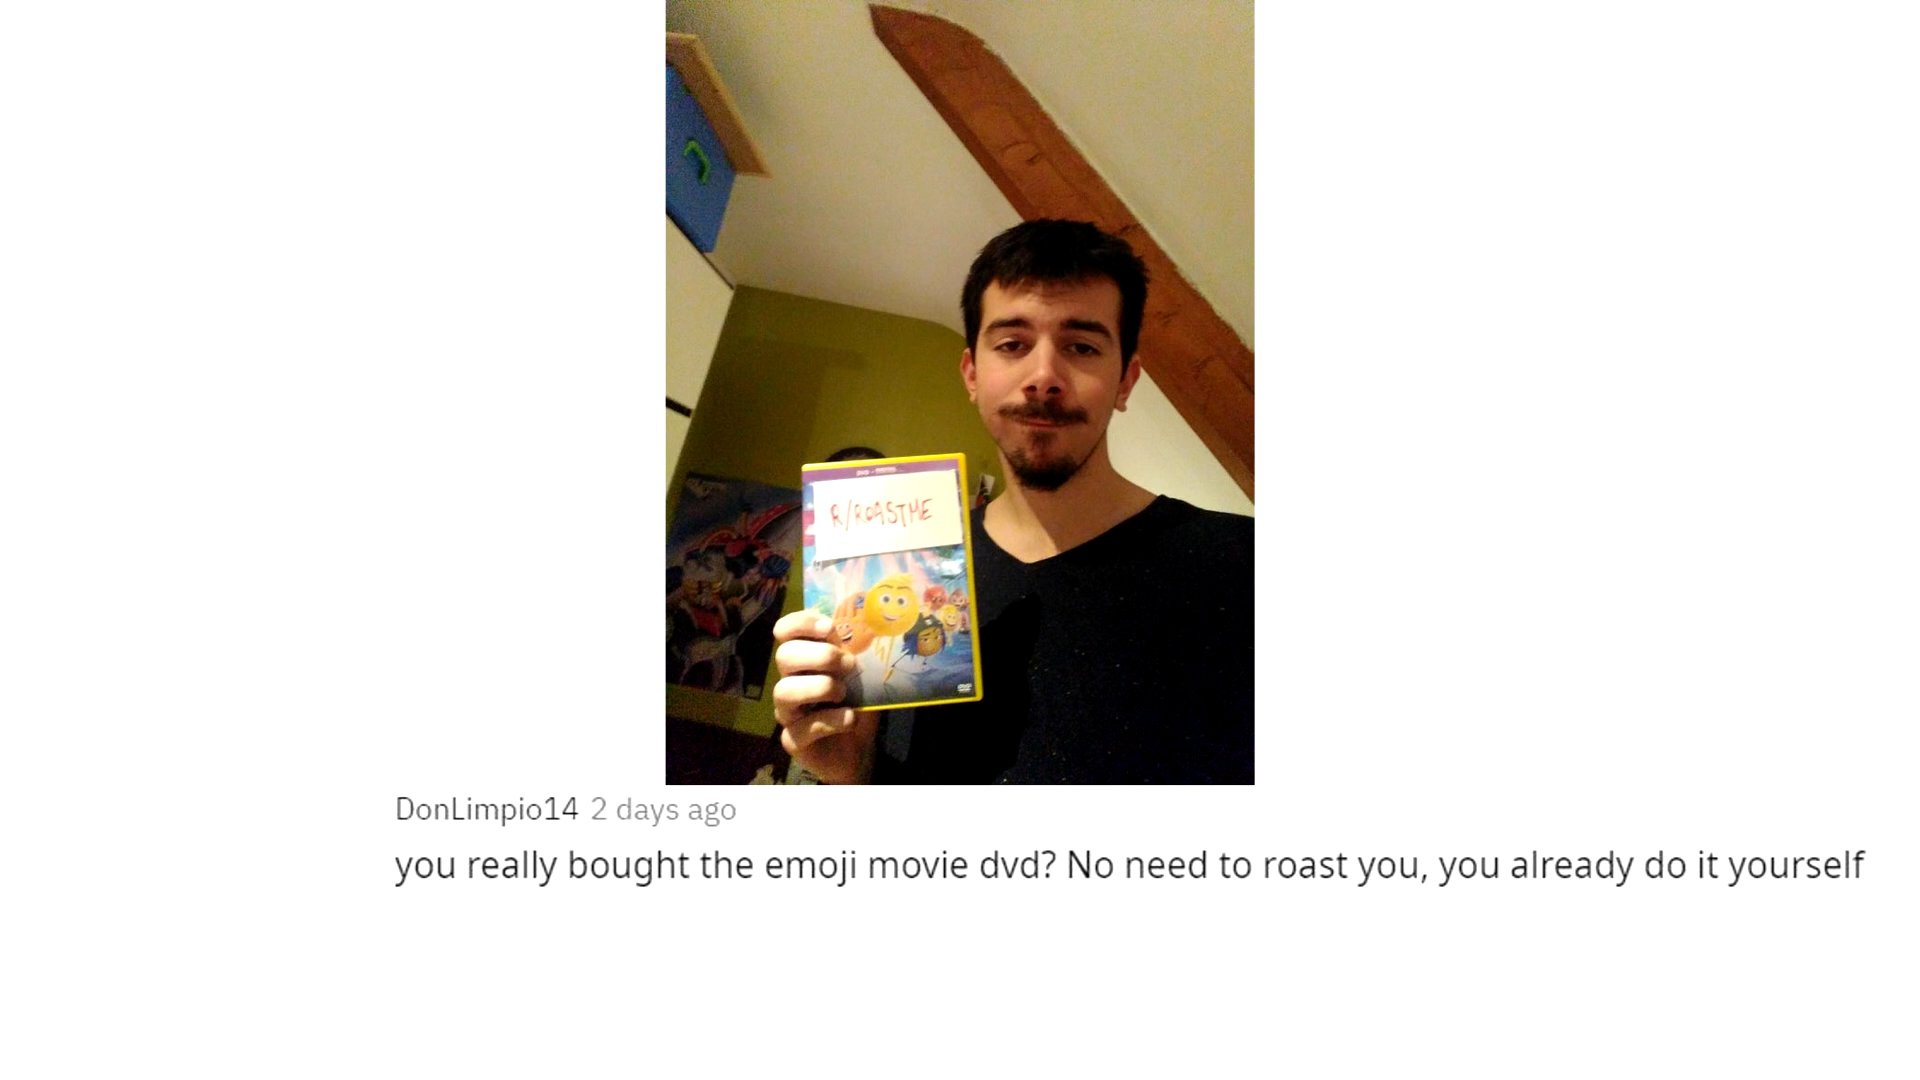 R/ROASTME
DonLimpio14 2 days ago
you really bought the emoji movie dvd? No need to roast you, you already do it yourself